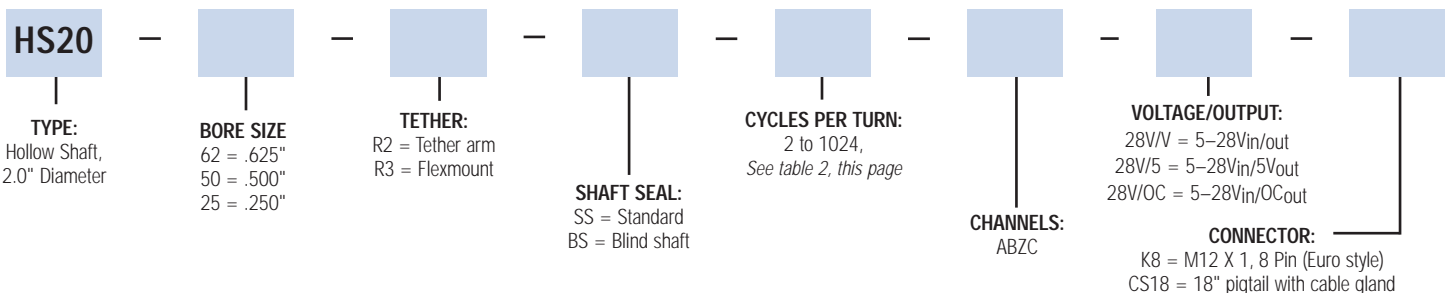 HS20 – – – – – – –
TYPE:
Hollow Shaft,
2.0" Diameter
BORE SIZE
62 = .625"
50 = .500"
25 = .250"
TETHER:
R2 = Tether arm
R3 = Flexmount
SHAFT SEAL:
SS = Standard
BS = Blind shaft
CYCLES PER TURN:
2 to 1024,
See table 2, this page
CHANNELS:
ABZC
VOLTAGE/OUTPUT:
28V/V = 5–28Vin/out
28V/5 = 5–28Vin/5Vout
28V/OC = 5–28Vin/OCout
CONNECTOR:
K8 = M12 X 1, 8 Pin (Euro style)
CS18 = 18" pigtail with cable gland